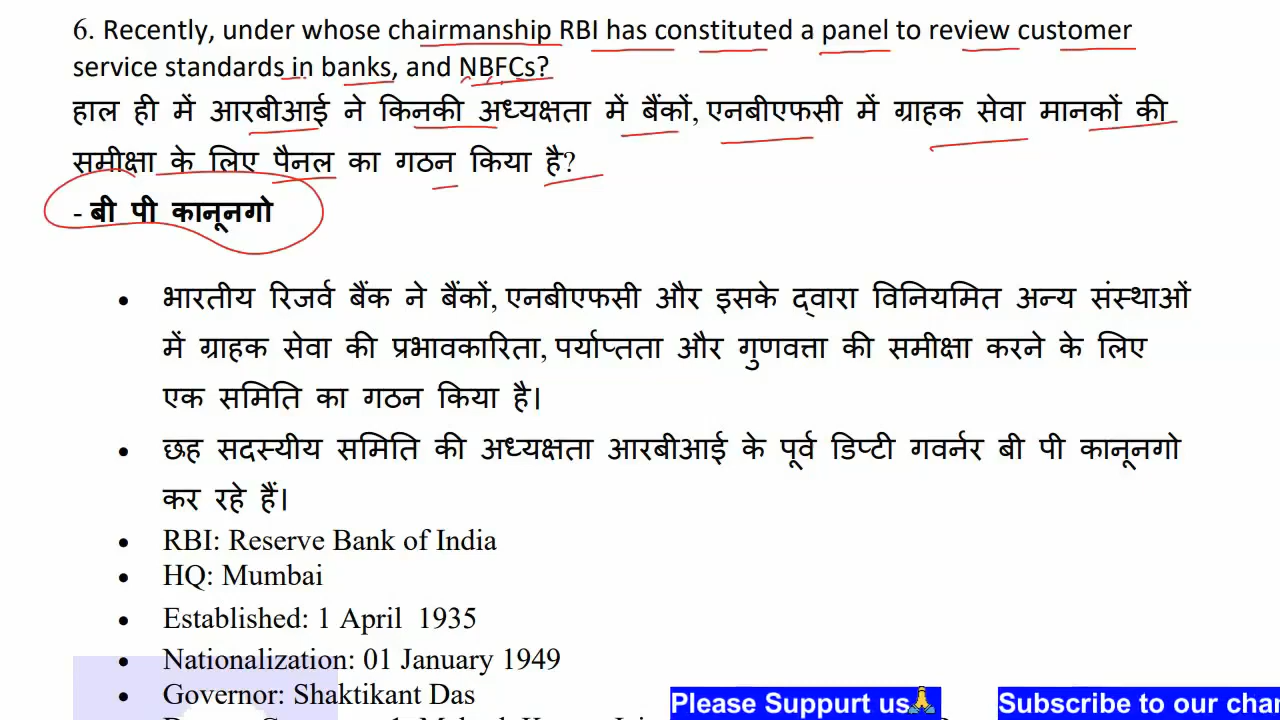 6. Recently, under whose chairmanship RBI has constituted a panel to review customer
service standards in banks, and NBFCs?
हाल ही में आरबीआई ने किनकी अध्यक्षता में बैंकों, एनबीएफसी में ग्राहक सेवा मानकों की
समीक्षा के लिए पैनल का गठन किया है?
- बी पी कानूनगो
• भारतीय रिजर्व बैंक ने बैंकों, एनबीएफसी और इसके द्वारा विनियमित अन्य संस्थाओं
में ग्राहक सेवा की प्रभावकारिता, पर्याप्तता और गुणवत्ता की समीक्षा करने के लिए
एक समिति का गठन किया है।
• छह सदस्यीय समिति की अध्यक्षता आरबीआई के पूर्व डिप्टी गवर्नर बी पी कानूनगो
कर रहे हैं।
• RBI: Reserve Bank of India
• HQ: Mumbai
• Established: 1 April 1935
• Nationalization: 01 January 1949
• Governor: Shaktikant Das
Please Suppurt us🙏 Subscribe to our